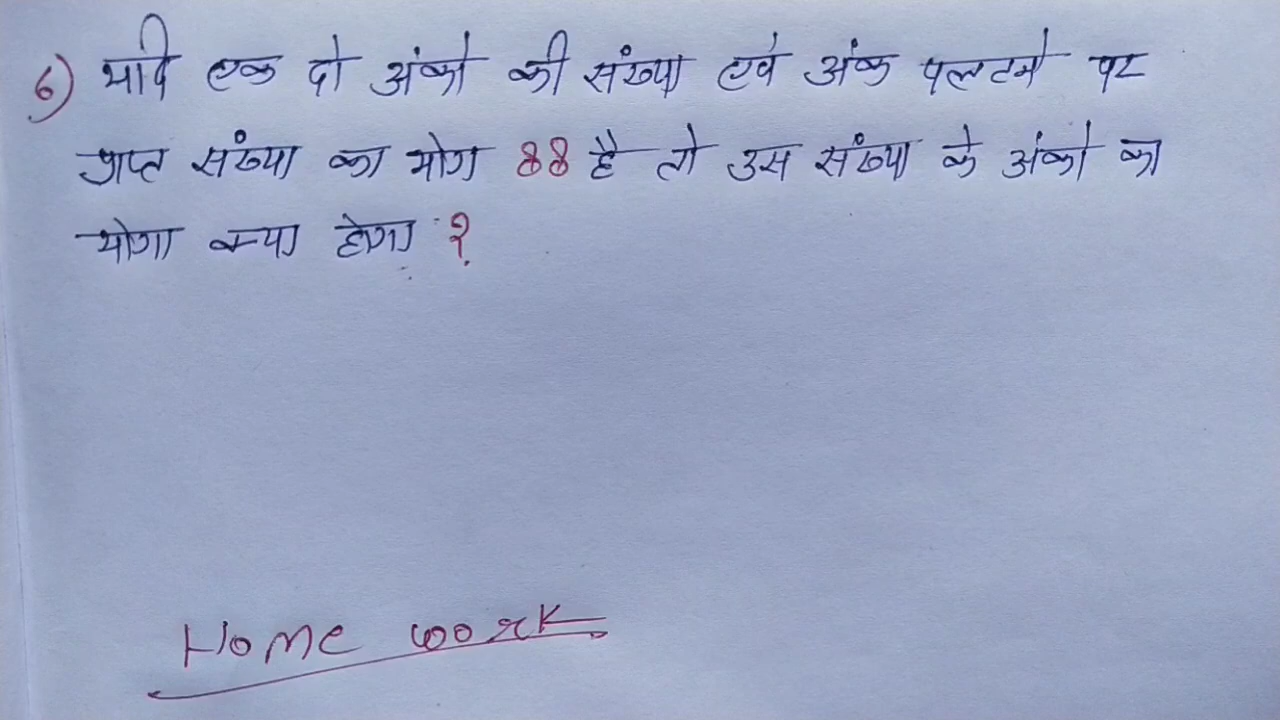 6) यदि एक दो अंको की संख्या एवं अंक पलटने पर
प्राप्त संख्या का योग 88 है तो उस संख्या के अंको का
योगा क्या होगा ?
Home work